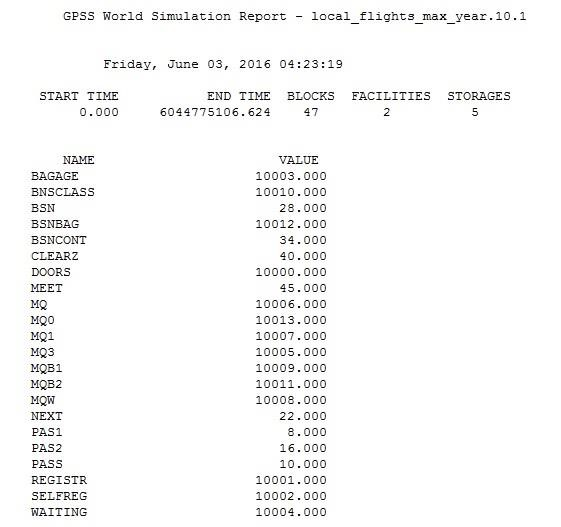 GPSS World Simulation Report - local_flights_max_year.10.1
Friday, June 03, 2016 04:23:19
START TIME END TIME BLOCKS FACILITIES STORAGES
0.000 6044775106.624 47 2 5
NAME VALUE
BAGAGE 10003.000
BNSCLASS 10010.000
BSN 28.000
BSNBAG 10012.000
BSNCONT 34.000
CLEARZ 40.000
DOORS 10000.000
MEET 45.000
MQ 10006.000
MQ0 10013.000
MQ1 10007.000
MQ3 10005.000
MQB1 10009.000
MQB2 10011.000
MQW 10008.000
NEXT 22.000
PAS1 8.000
PAS2 16.000
PASS 10.000
REGISTR 10001.000
SELFREG 10002.000
WAITING 10004.000